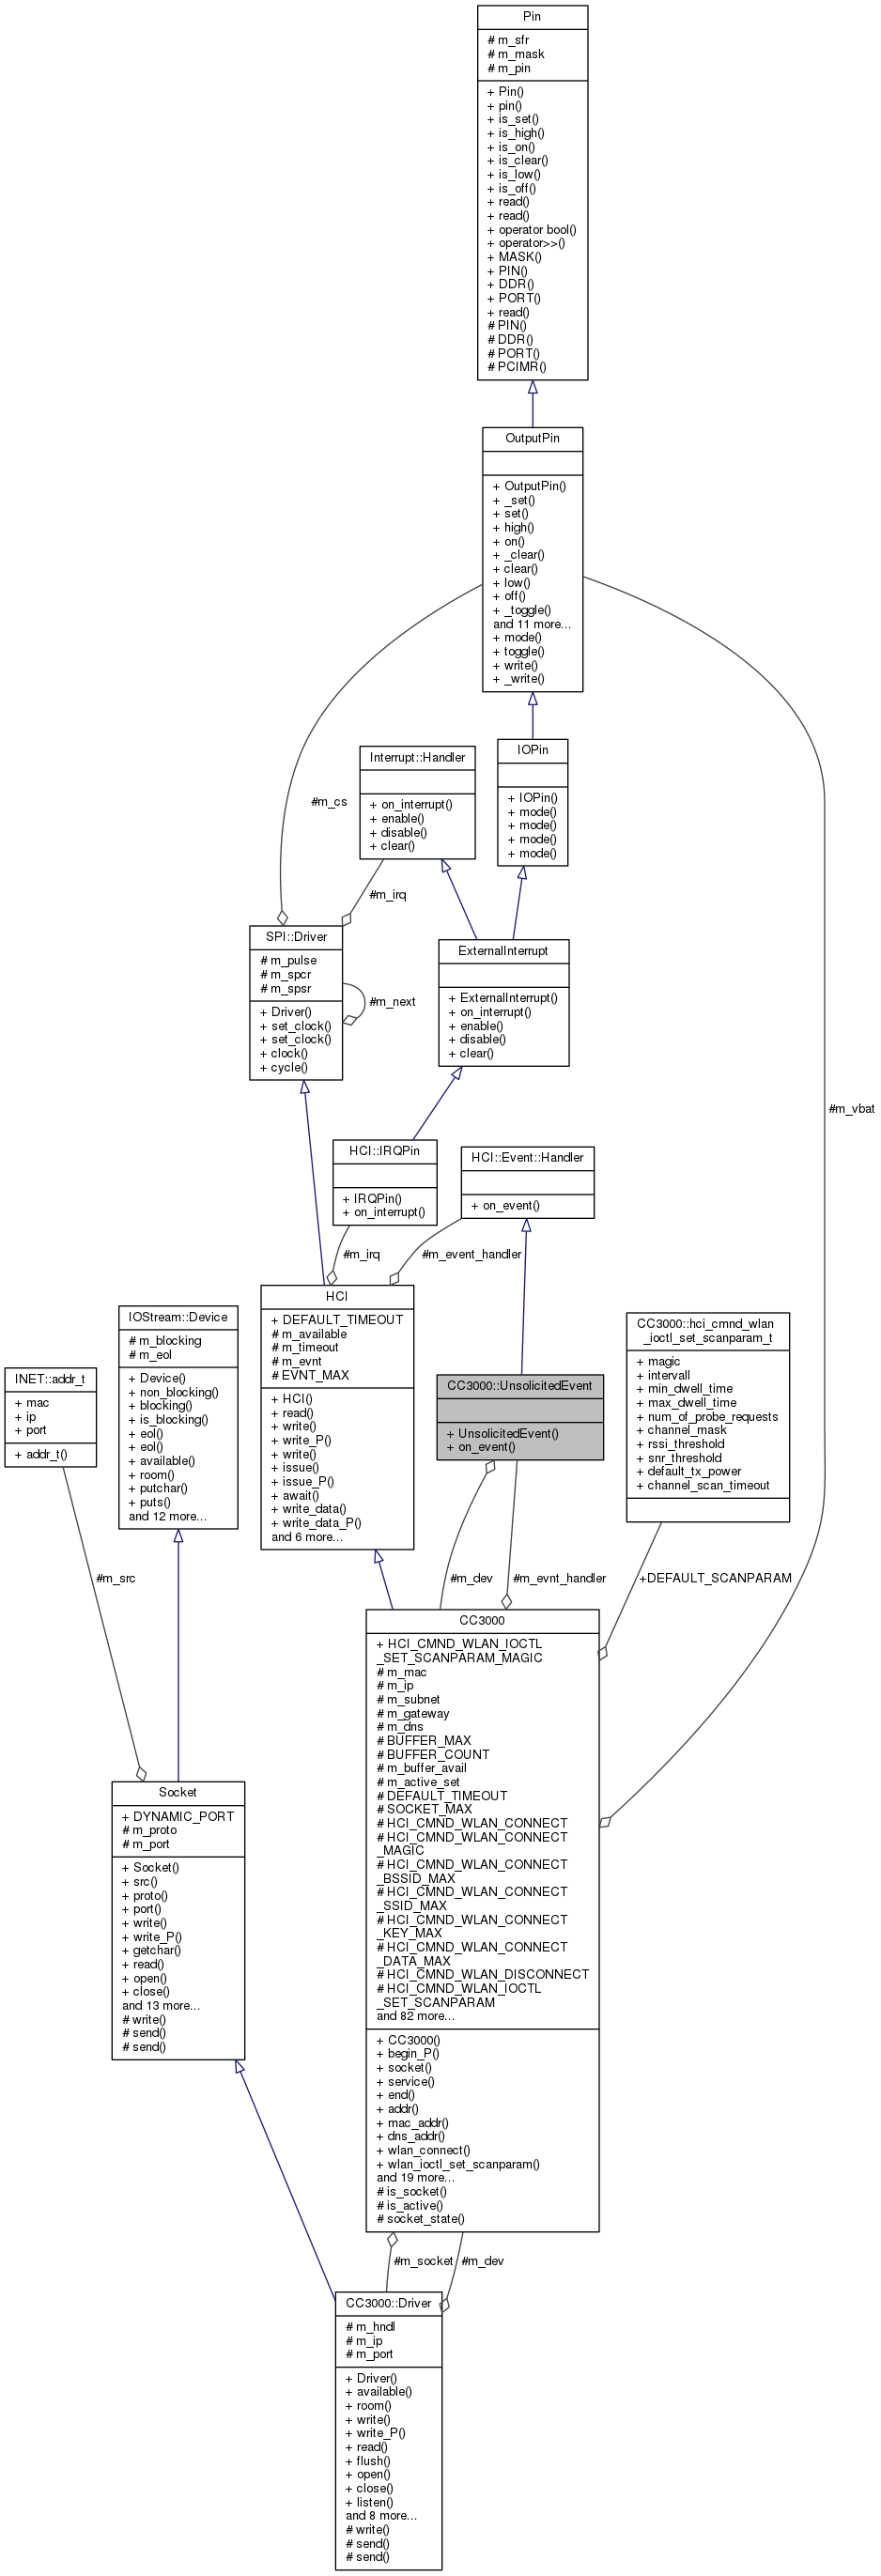 Pin
# m_sfr
# m_mask
# m_pin
+ Pin()
+ pin()
+ is_set()
+ is_high()
+ is_on()
+ is_clear()
+ is_low()
+ is_off()
+ read()
+ read()
+ operator bool()
+ operator>>()
+ MASK()
+ PIN()
+ DDR()
+ PORT()
+ read()
# PIN()
# DDR()
# PORT()
# PCIMR()
OutputPin
+ OutputPin()
+ _set()
+ set()
+ high()
+ on()
+ _clear()
+ clear()
+ low()
+ off()
+ _toggle()
and 11 more...
+ mode()
+ toggle()
+ write()
+ _write()
IOPin
+ IOPin()
+ mode()
+ mode()
+ mode()
+ mode()
Interrupt::Handler
+ on_interrupt()
+ enable()
+ disable()
+ clear()
#m_cs
#m_irq
SPI::Driver
# m_pulse
# m_spcr
# m_spsr
+ Driver()
+ set_clock()
+ set_clock()
+ clock()
+ cycle()
#m_next
ExternalInterrupt
+ ExternalInterrupt()
+ on_interrupt()
+ enable()
+ disable()
+ clear()
#m_vbat
HCI::IRQPin
+ IRQPin()
+ on_interrupt()
HCI::Event::Handler
+ on_event()
#m_irq
#m_event_handler
HCI
+ DEFAULT_TIMEOUT
# m_available
# m_timeout
# m_evnt
# EVNT_MAX
+ HCI()
+ read()
+ write()
+ write_P()
+ write()
+ issue()
+ issue_P()
+ await()
+ write_data()
+ write_data_P()
and 6 more...
IOStream::Device
# m_blocking
# m_eol
+ Device()
+ non_blocking()
+ blocking()
+ is_blocking()
+ eol()
+ eol()
+ available()
+ room()
+ putchar()
+ puts()
and 12 more...
INET::addr_t
+ mac
+ ip
+ port
+ addr_t()
CC3000::UnsolicitedEvent
+ UnsolicitedEvent()
+ on_event()
CC3000::hci_cmnd_wlan
_ioctl_set_scanparam_t
+ magic
+ intervall
+ min_dwell_time
+ max_dwell_time
+ num_of_probe_requests
+ channel_mask
+ rssi_threshold
+ snr_threshold
+ default_tx_power
+ channel_scan_timeout
#m_src
#m_dev
#m_evnt_handler
+DEFAULT_SCANPARAM
CC3000
+ HCI_CMND_WLAN_IOCTL
_SET_SCANPARAM_MAGIC
# m_mac
# m_ip
# m_subnet
# m_gateway
# m_dns
# BUFFER_MAX
# BUFFER_COUNT
# m_buffer_avail
# m_active_set
# DEFAULT_TIMEOUT
# SOCKET_MAX
# HCI_CMND_WLAN_CONNECT
# HCI_CMND_WLAN_CONNECT
_MAGIC
# HCI_CMND_WLAN_CONNECT
_BSSID_MAX
# HCI_CMND_WLAN_CONNECT
_SSID_MAX
# HCI_CMND_WLAN_CONNECT
_KEY_MAX
# HCI_CMND_WLAN_CONNECT
_DATA_MAX
# HCI_CMND_WLAN_DISCONNECT
# HCI_CMND_WLAN_IOCTL
_SET_SCANPARAM
and 82 more...
+ CC3000()
+ begin_P()
+ socket()
+ service()
+ end()
+ addr()
+ mac_addr()
+ dns_addr()
+ wlan_connect()
+ wlan_ioctl_set_scanparam()
and 19 more...
# is_socket()
# is_active()
# socket_state()
Socket
+ DYNAMIC_PORT
# m_proto
# m_port
+ Socket()
+ src()
+ proto()
+ port()
+ write()
+ write_P()
+ getchar()
+ read()
+ open()
+ close()
and 13 more...
# write()
# send()
# send()
#m_socket
#m_dev
CC3000::Driver
# m_hndl
# m_ip
# m_port
+ Driver()
+ available()
+ room()
+ write()
+ write_P()
+ read()
+ flush()
+ open()
+ close()
+ listen()
and 8 more...
# write()
# send()
# send()